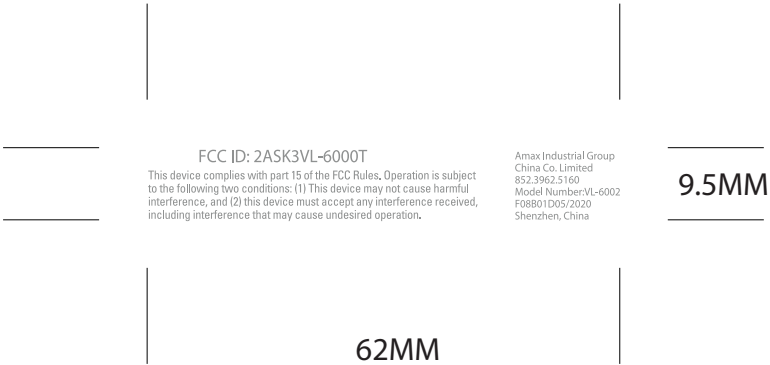 FCC ID: 2ASK3VL-6000T
This device complies with part 15 of the FCC Rules. Operation is subject
to the following two conditions: (1) This device may not cause harmful
interference, and (2) this device must accept any interference received,
including interference that may cause undesired operation.
Amax Industrial Group
China Co. Limited
852.3962.5160
Model Number:VL-6002
F08B01D05/2020
Shenzhen, China
9.5MM
62MM